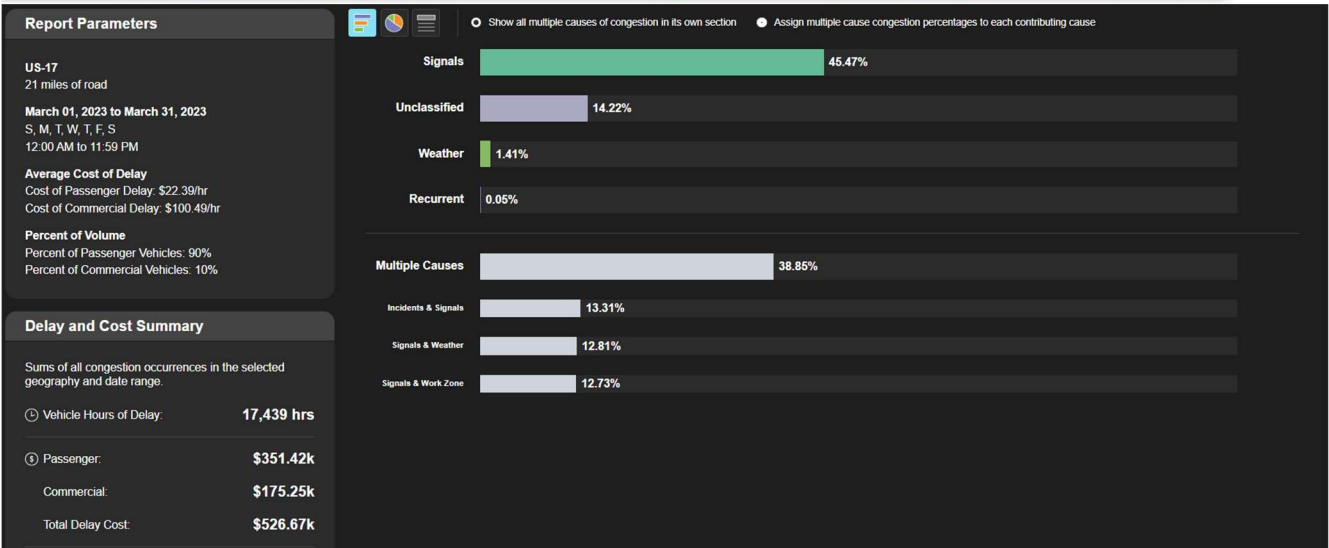 Report Parameters
US-17
21 miles of road
March 01, 2023 to March 31, 2023
S, M, T, W, T, F, S
12:00 AM to 11:59 PM
Average Cost of Delay
Cost of Passenger Delay: $22.39/hr
Cost of Commercial Delay: $100.49/hr
Percent of Volume
Percent of Passenger Vehicles: 90%
Percent of Commercial Vehicles: 10%
Delay and Cost Summary
Sums of all congestion occurrences in the selected
geography and date range.
Vehicle Hours of Delay: 17,439 hrs
$ Passenger: $351.42k
Commercial: $175.25k
Total Delay Cost: $526.67k
Show all multiple causes of congestion in its own section
Assign multiple cause congestion percentages to each contributing cause
Signals 45.47%
Unclassified 14.22%
Weather 1.41%
Recurrent 0.05%
Multiple Causes 38.85%
Incidents & Signals 13.31%
Signals & Weather 12.81%
Signals & Work Zone 12.73%